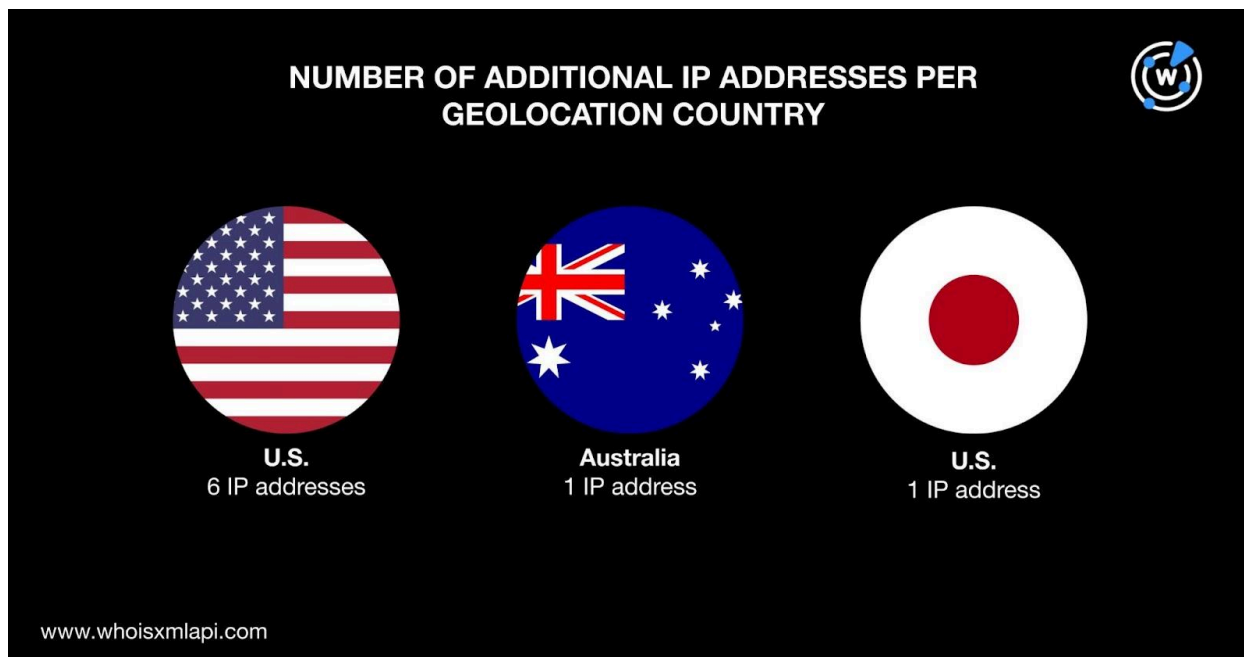 NUMBER OF ADDITIONAL IP ADDRESSES PER
GEOLOCATION COUNTRY
W
U.S.
6 IP addresses
Australia
1 IP address
U.S.
1 IP address
www.whoisxmlapi.com